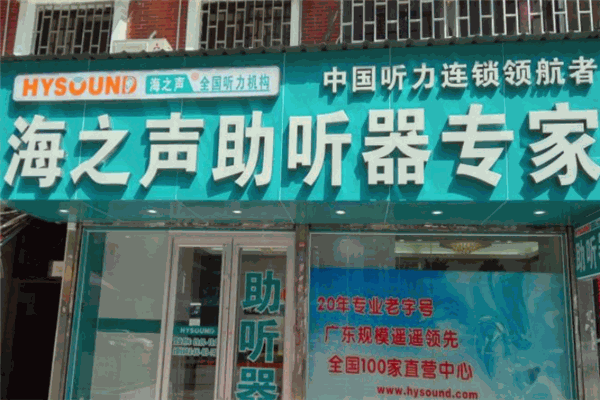 HYSOUND 海之声 全国听力机构
中国听力连锁领航者
海之声助听器专家
助听器
HYSOUND
20年专业老字号
广东规模遥遥领先
全国100家直营中心
www.hysound.com
助听器